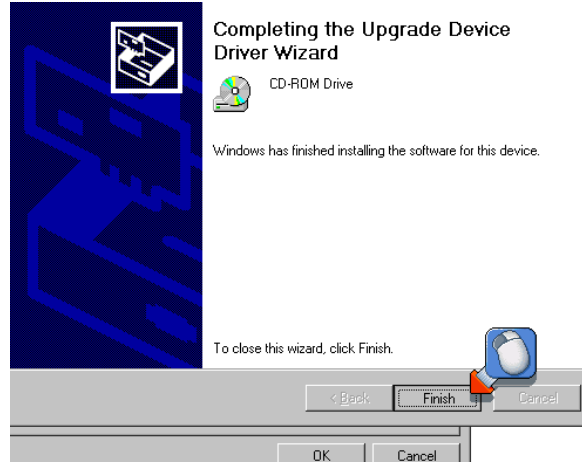 Completing the Upgrade Device
Driver Wizard
CD-ROM Drive
Windows has finished installing the software for this device.
To close this wizard, click Finish.
< Back
Finish
Cancel
OK
Cancel